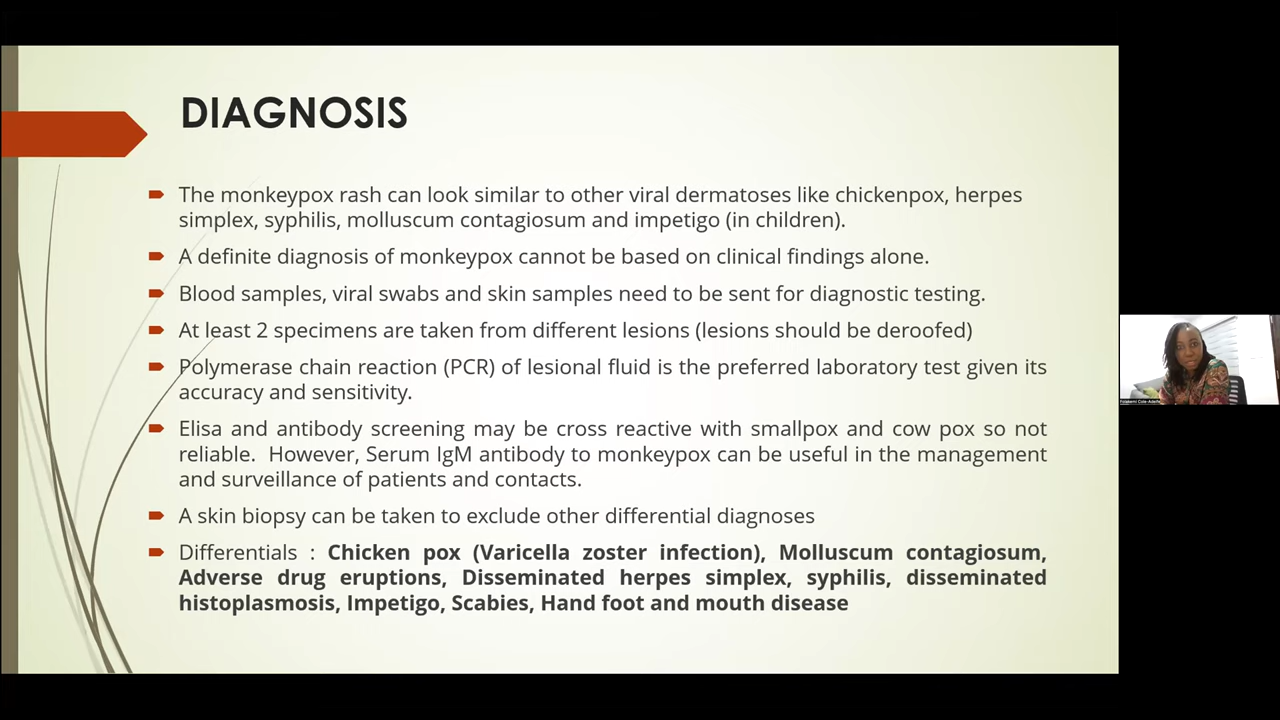 DIAGNOSIS
The monkeypox rash can look similar to other viral dermatoses like chickenpox, herpes
simplex, syphilis, molluscum contagiosum and impetigo (in children).
A definite diagnosis of monkeypox cannot be based on clinical findings alone.
Blood samples, viral swabs and skin samples need to be sent for diagnostic testing.
At least 2 specimens are taken from different lesions (lesions should be deroofed)
Polymerase chain reaction (PCR) of lesional fluid is the preferred laboratory test given its
accuracy and sensitivity.
Elisa and antibody screening may be cross reactive with smallpox and cow pox so not
reliable. However, Serum IgM antibody to monkeypox can be useful in the management
and surveillance of patients and contacts.
A skin biopsy can be taken to exclude other differential diagnoses
Differentials : Chicken pox (Varicella zoster infection), Molluscum contagiosum,
Adverse drug eruptions, Disseminated herpes simplex, syphilis, disseminated
histoplasmosis, Impetigo, Scabies, Hand foot and mouth disease